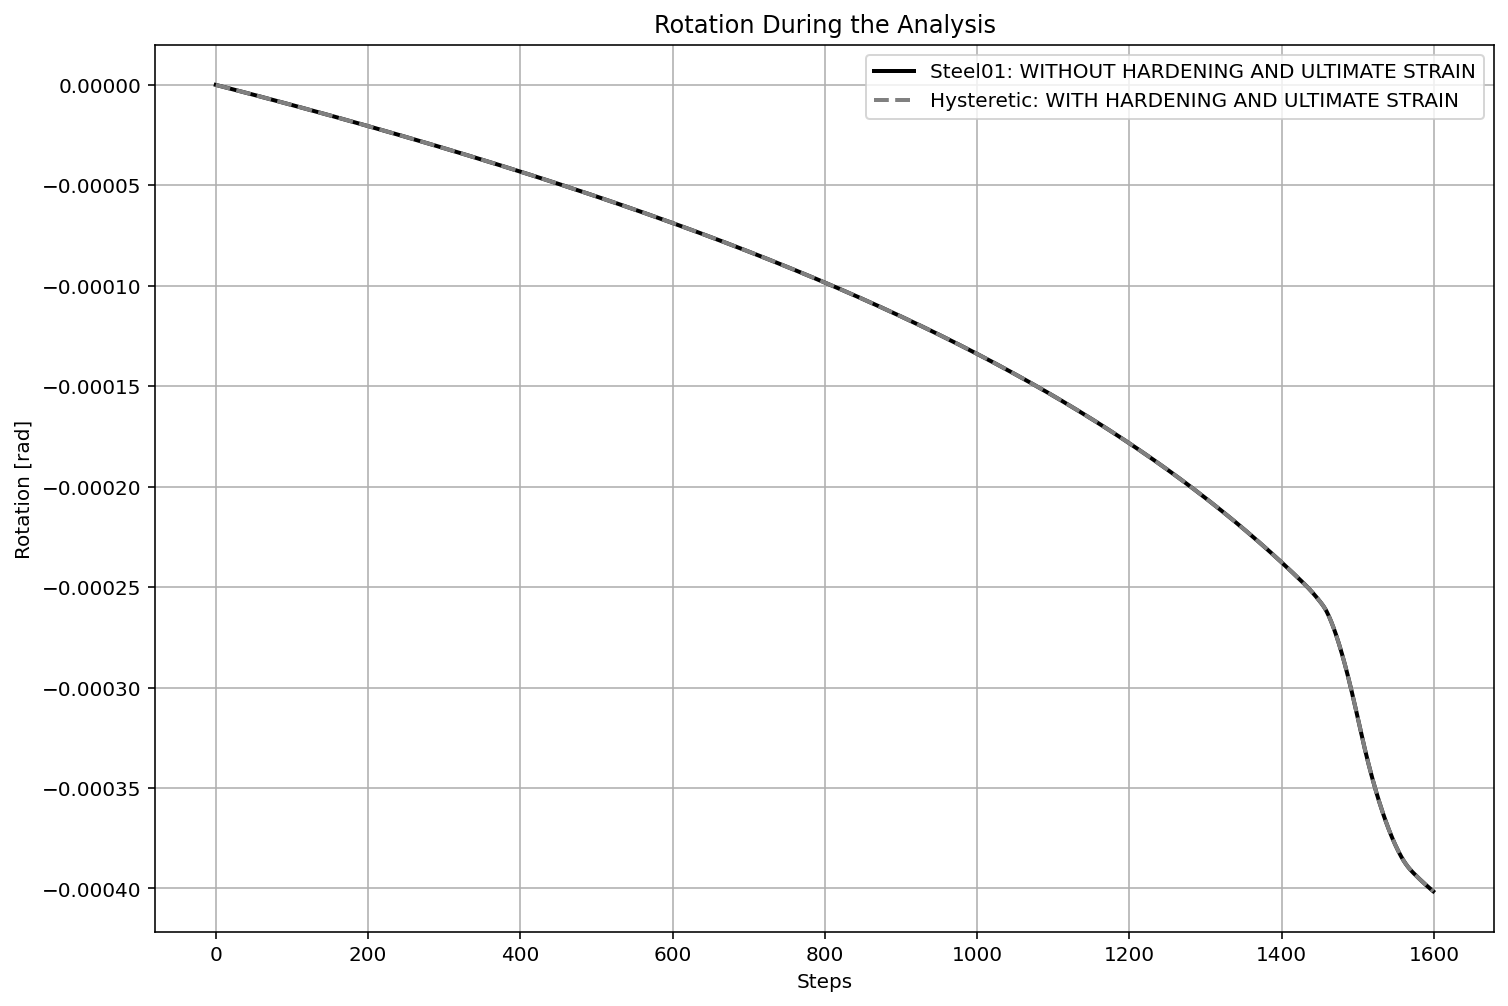 Rotation During the Analysis
Steel01: WITHOUT HARDENING AND ULTIMATE STRAIN
Hysteretic: WITH HARDENING AND ULTIMATE STRAIN
0.00000
−0.00005
−0.00010
−0.00015
−0.00020
−0.00025
−0.00030
−0.00035
−0.00040
Rotation [rad]
0 200 400 600 800 1000 1200 1400 1600
Steps